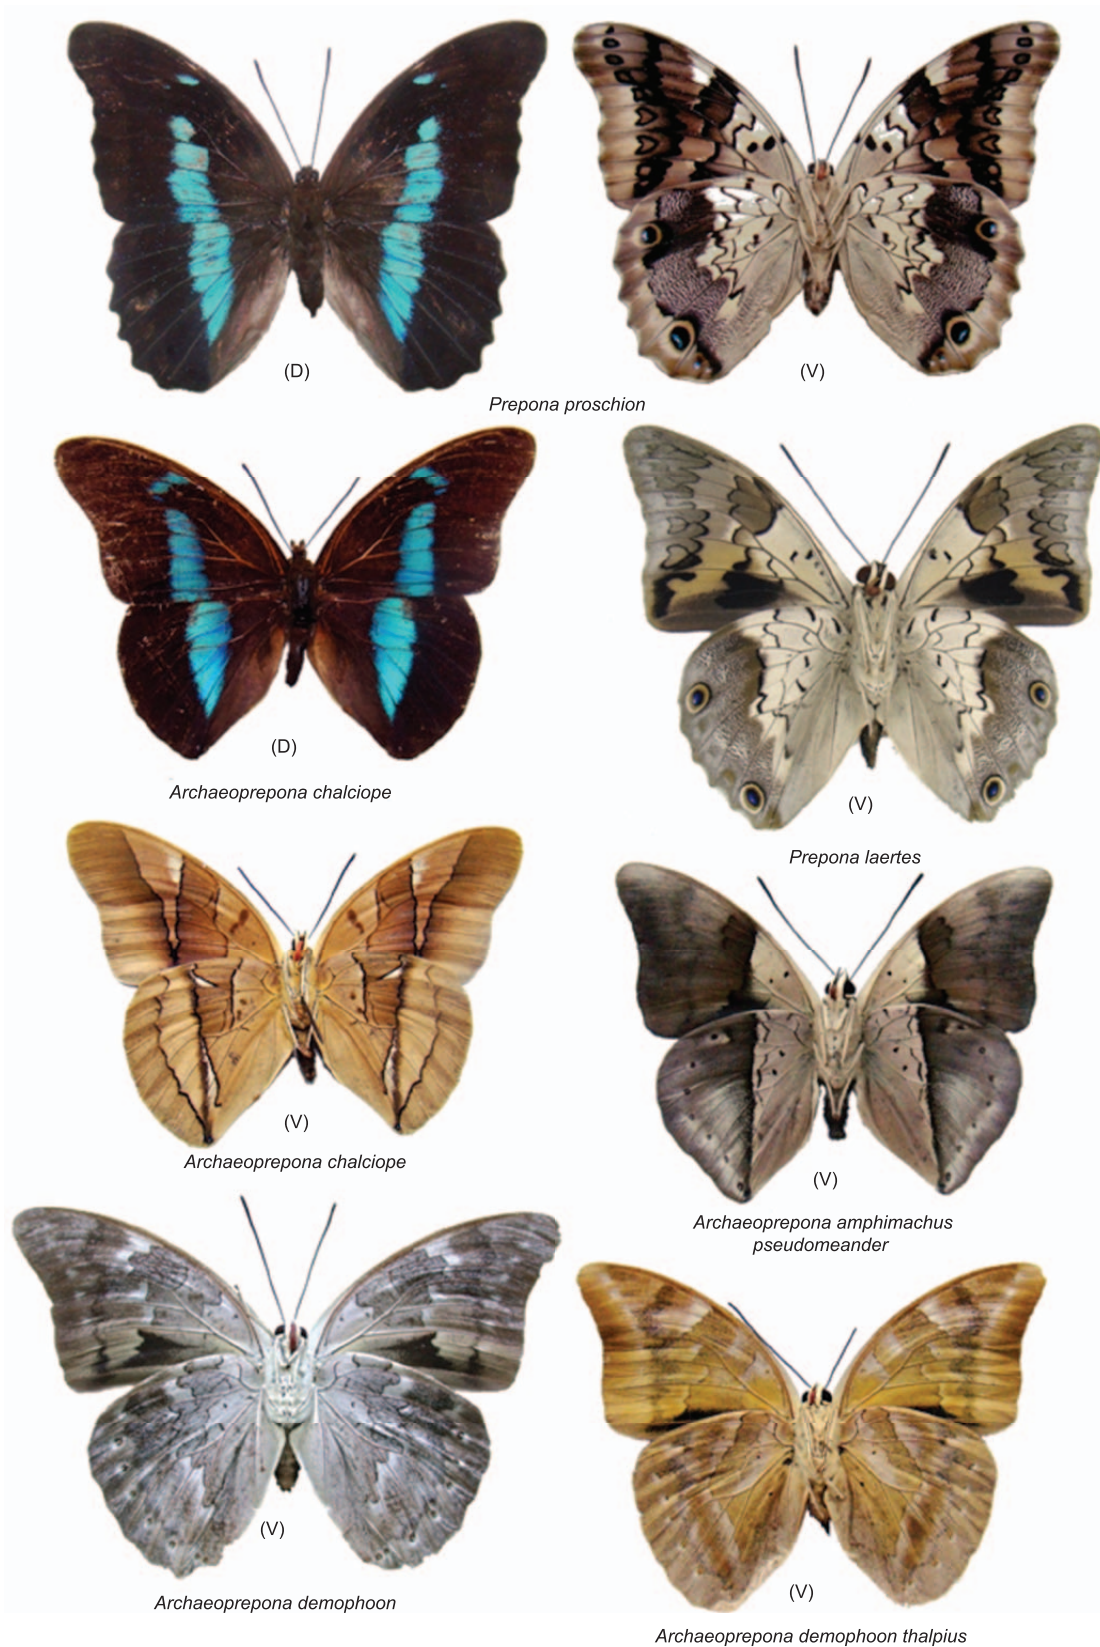 (D)
(V)
Prepona proschion
(D)
Archaeoprepona chalciope
(V)
Prepona laertes
(V)
Archaeoprepona chalciope
(V)
Archaeoprepona amphimachus
pseudomeander
(V)
Archaeoprepona demophoon
(V)
Archaeoprepona demophoon thalpius